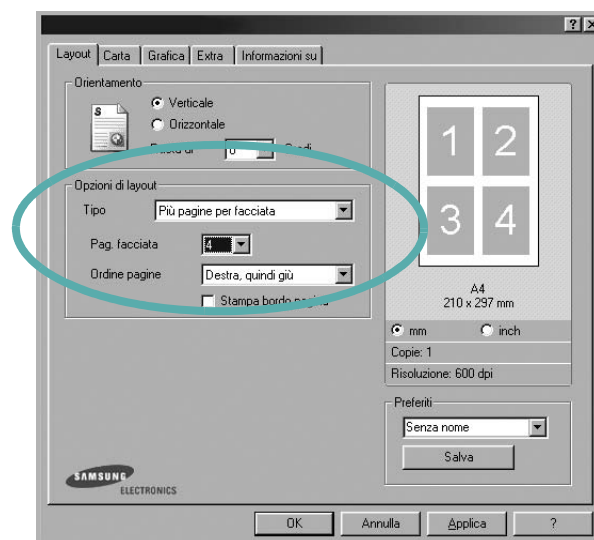 Layout Carta Grafica Extra Informazioni su
Orientamento
S
Verticale
Orizzontale
di
Opzioni di layout
Tipo Più pagine per facciata
Pag. facciata 4
Ordine pagine Destra, quindi giù
Stampa bordo pagina
1 2
3 4
A4
210 x 297 mm
mm inch
Copie: 1
Risoluzione: 600 dpi
Preferiti
Senza nome
Salva
SAMSUNG
ELECTRONICS
OK Annulla Applica ?